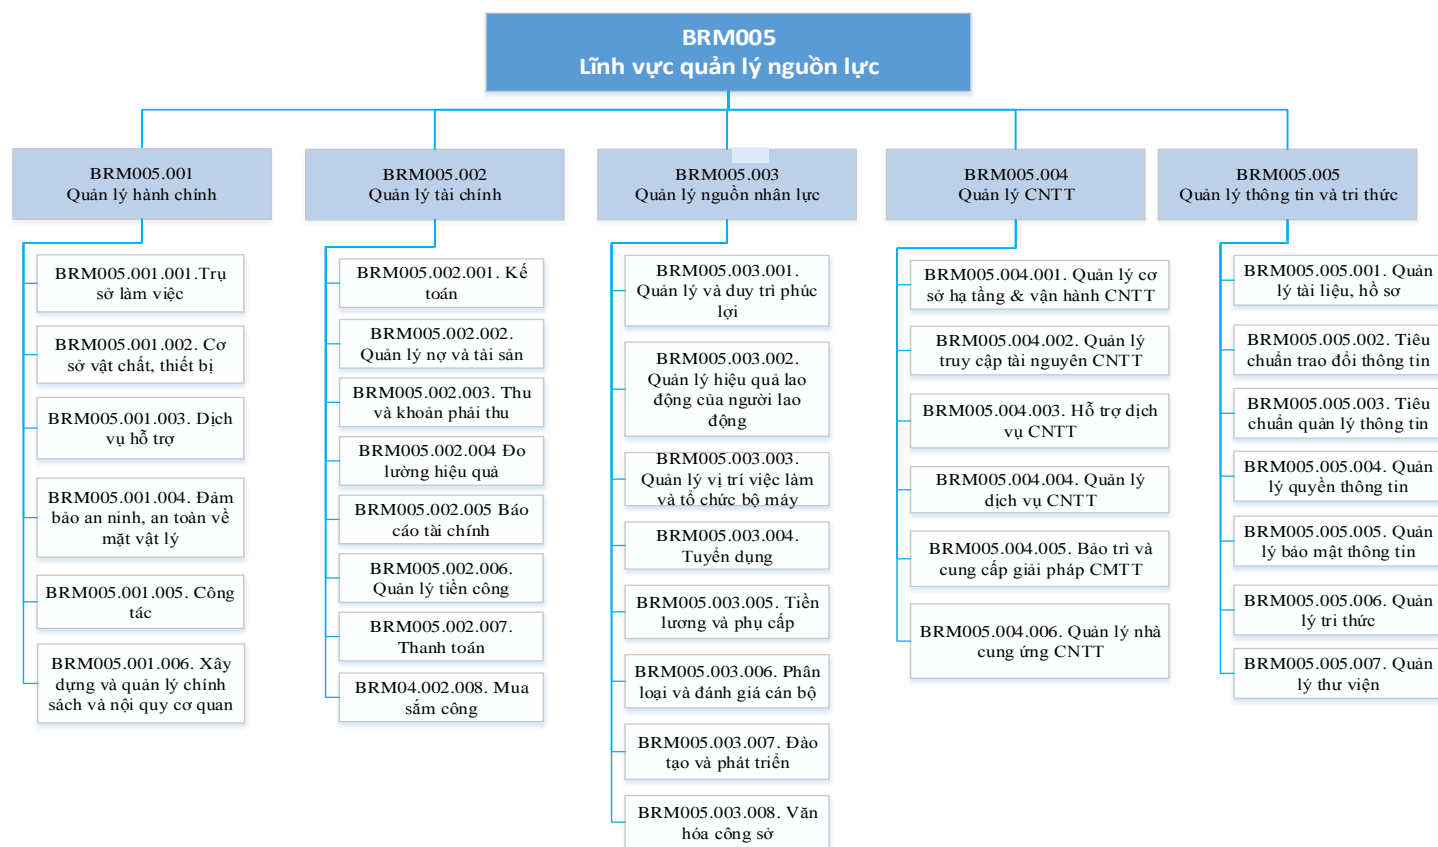 BRM005
Lĩnh vực quản lý nguồn lực
BRM005.001
Quản lý hành chính
BRM005.001.001.Trụ
sở làm việc
BRM005.001.002. Cơ
sở vật chất, thiết bị
BRM005.001.003. Dịch
vụ hỗ trợ
BRM005.001.004. Đảm
bảo an ninh, an toàn về
mặt vật lý
BRM005.001.005. Công
tác
BRM005.001.006. Xây
dựng và quản lý chính
sách và nội quy cơ quan
BRM005.002
Quản lý tài chính
BRM005.002.001. Kế
toán
BRM005.002.002.
Quản lý nợ và tài sản
BRM005.002.003. Thu
và khoản phải thu
BRM005.002.004 Đo
lường hiệu quả
BRM005.002.005 Báo
cáo tài chính
BRM005.002.006.
Quản lý tiền công
BRM005.002.007.
Thanh toán
BRM04.002.008. Mua
sắm công
BRM005.003
Quản lý nguồn nhân lực
BRM005.003.001.
Quản lý và duy trì phúc
lợi
BRM005.003.002.
Quản lý hiệu quả lao
động của người lao
động
BRM005.003.003.
Quản lý vị trí việc làm
và tổ chức bộ máy
BRM005.003.004.
Tuyển dụng
BRM005.003.005. Tiền
lương và phụ cấp
BRM005.003.006. Phân
loại và đánh giá cán bộ
BRM005.003.007. Đào
tạo và phát triển
BRM005.003.008. Văn
hóa công sở
BRM005.004
Quản lý CNTT
BRM005.004.001. Quản lý cơ
sở hạ tầng & vận hành CNTT
BRM005.004.002. Quản lý
truy cập tài nguyên CNTT
BRM005.004.003. Hỗ trợ dịch
vụ CNTT
BRM005.004.004. Quản lý
dịch vụ CNTT
BRM005.004.005. Bảo trì và
cung cấp giải pháp CMTT
BRM005.004.006. Quản lý nhà
cung ứng CNTT
BRM005.005
Quản lý thông tin và tri thức
BRM005.005.001. Quản
lý tài liệu, hồ sơ
BRM005.005.002. Tiêu
chuẩn trao đổi thông tin
BRM005.005.003. Tiêu
chuẩn quản lý thông tin
BRM005.005.004. Quản
lý quyền thông tin
BRM005.005.005. Quản
lý bảo mật thông tin
BRM005.005.006. Quản
lý tri thức
BRM005.005.007. Quản
lý thư viện